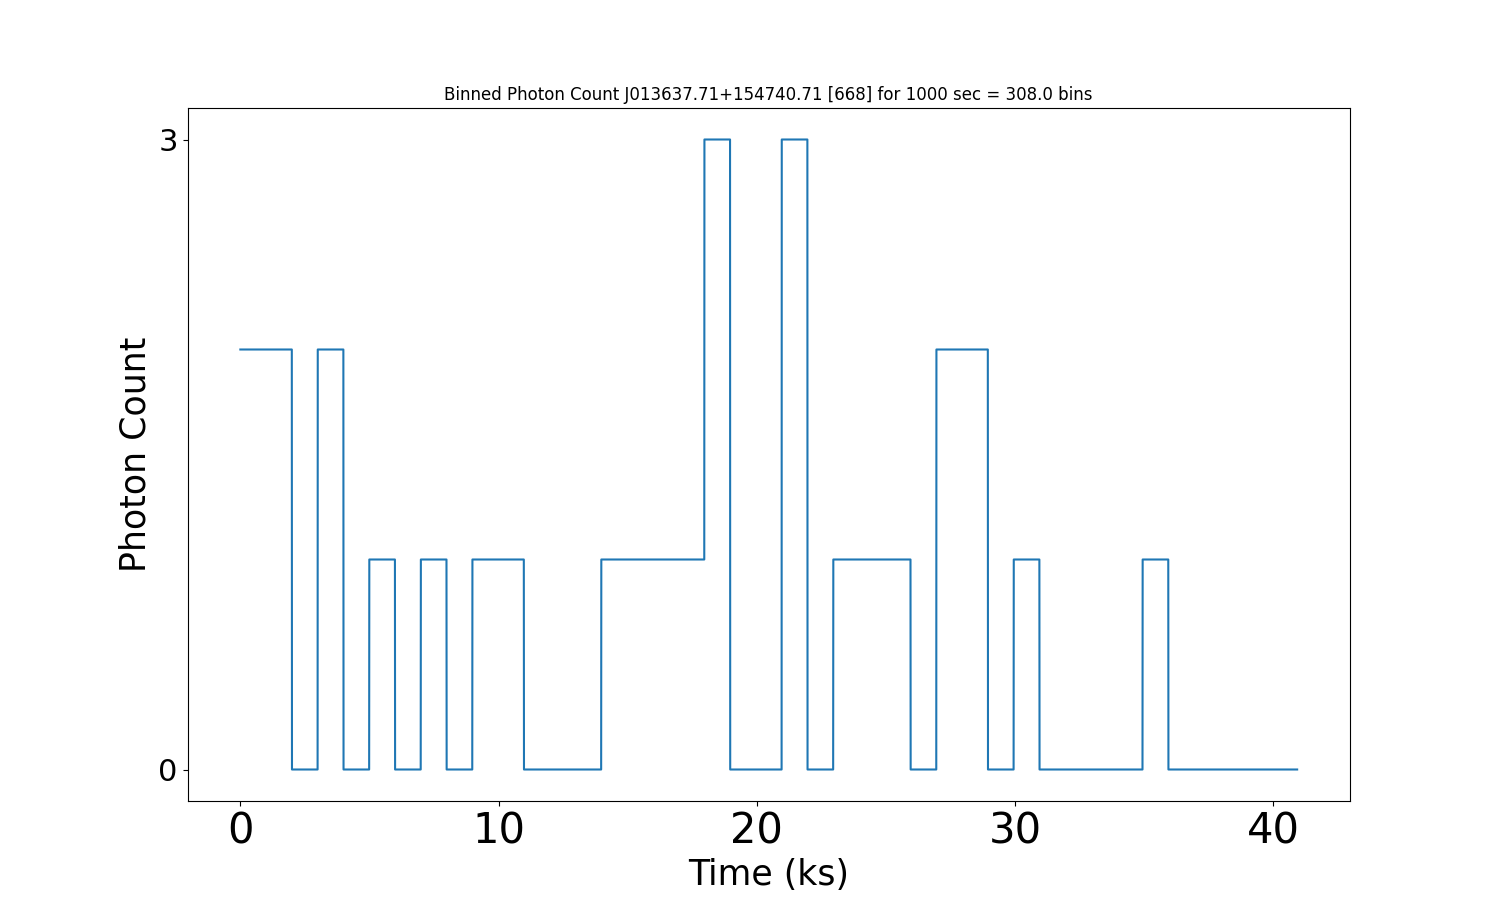 Binned Photon Count J013637.71+154740.71 [668] for 1000 sec = 308.0 bins
3
Photon Count
0
0 10 20 30 40
Time (ks)